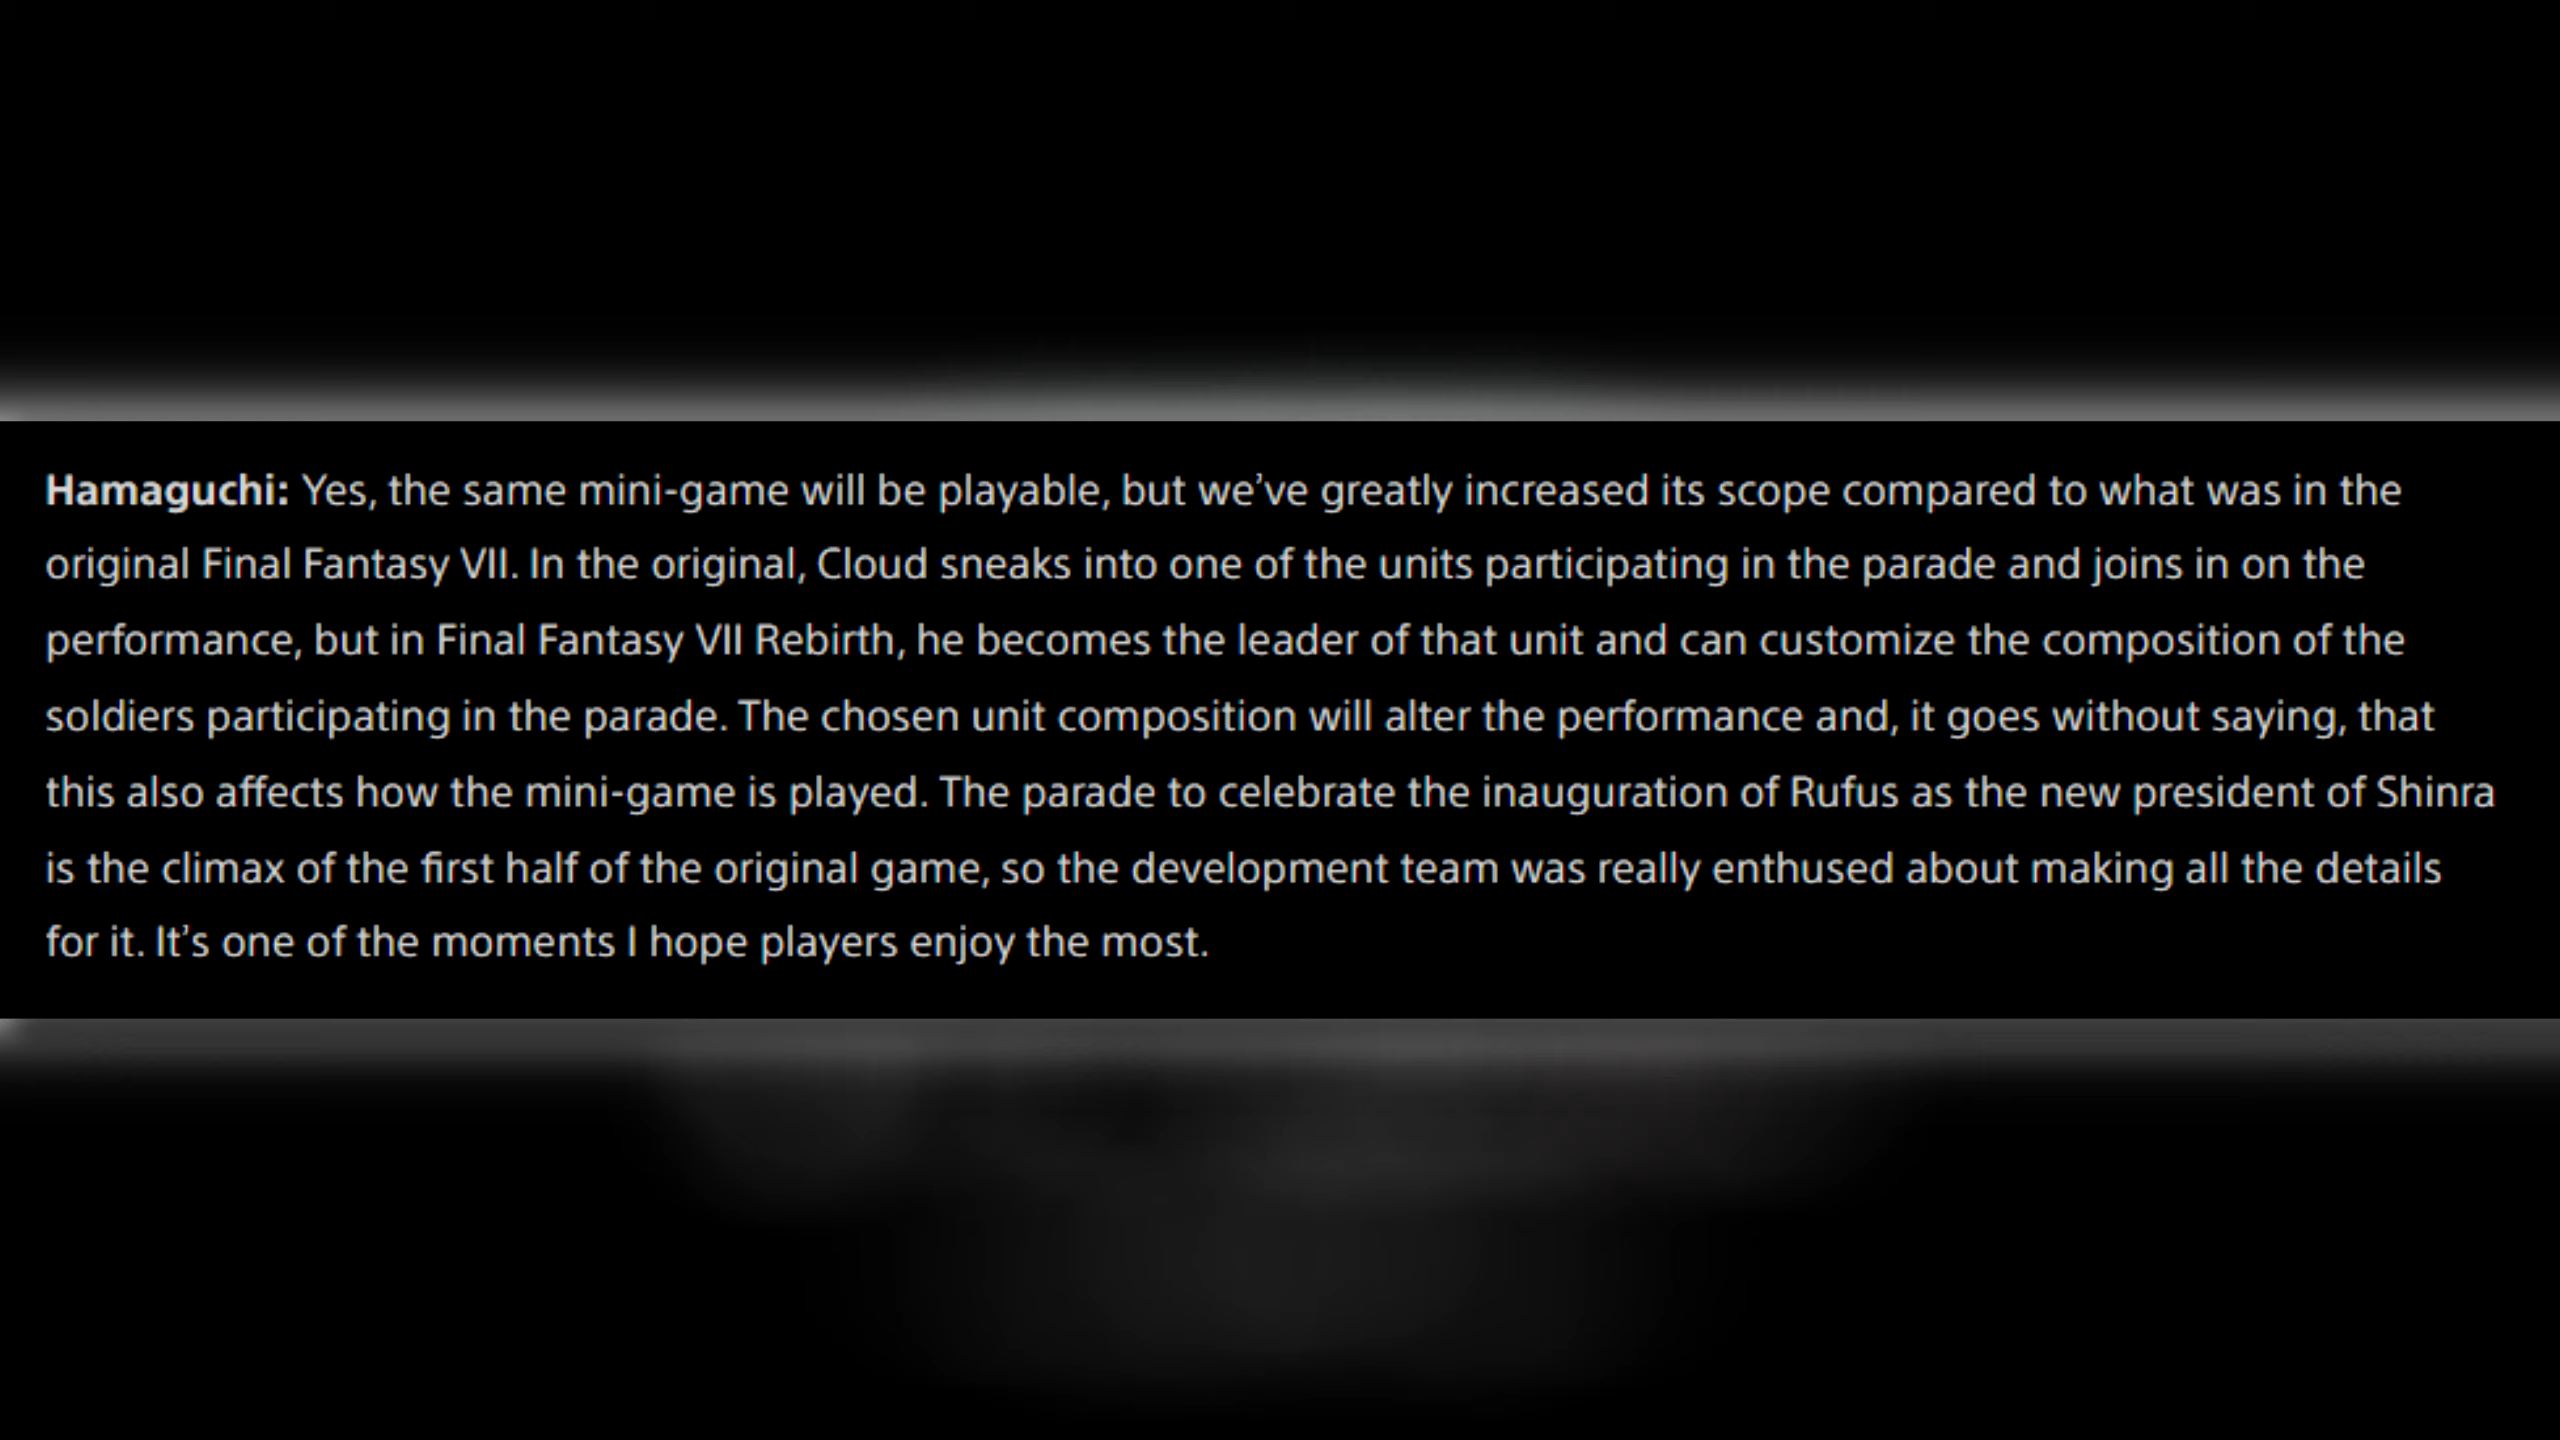 Hamaguchi: Yes, the same mini-game will be playable, but we’ve greatly increased its scope compared to what was in the
original Final Fantasy VII. In the original, Cloud sneaks into one of the units participating in the parade and joins in on the
performance, but in Final Fantasy VII Rebirth, he becomes the leader of that unit and can customize the composition of the
soldiers participating in the parade. The chosen unit composition will alter the performance and, it goes without saying, that
this also affects how the mini-game is played. The parade to celebrate the inauguration of Rufus as the new president of Shinra
is the climax of the first half of the original game, so the development team was really enthused about making all the details
for it. It’s one of the moments I hope players enjoy the most.